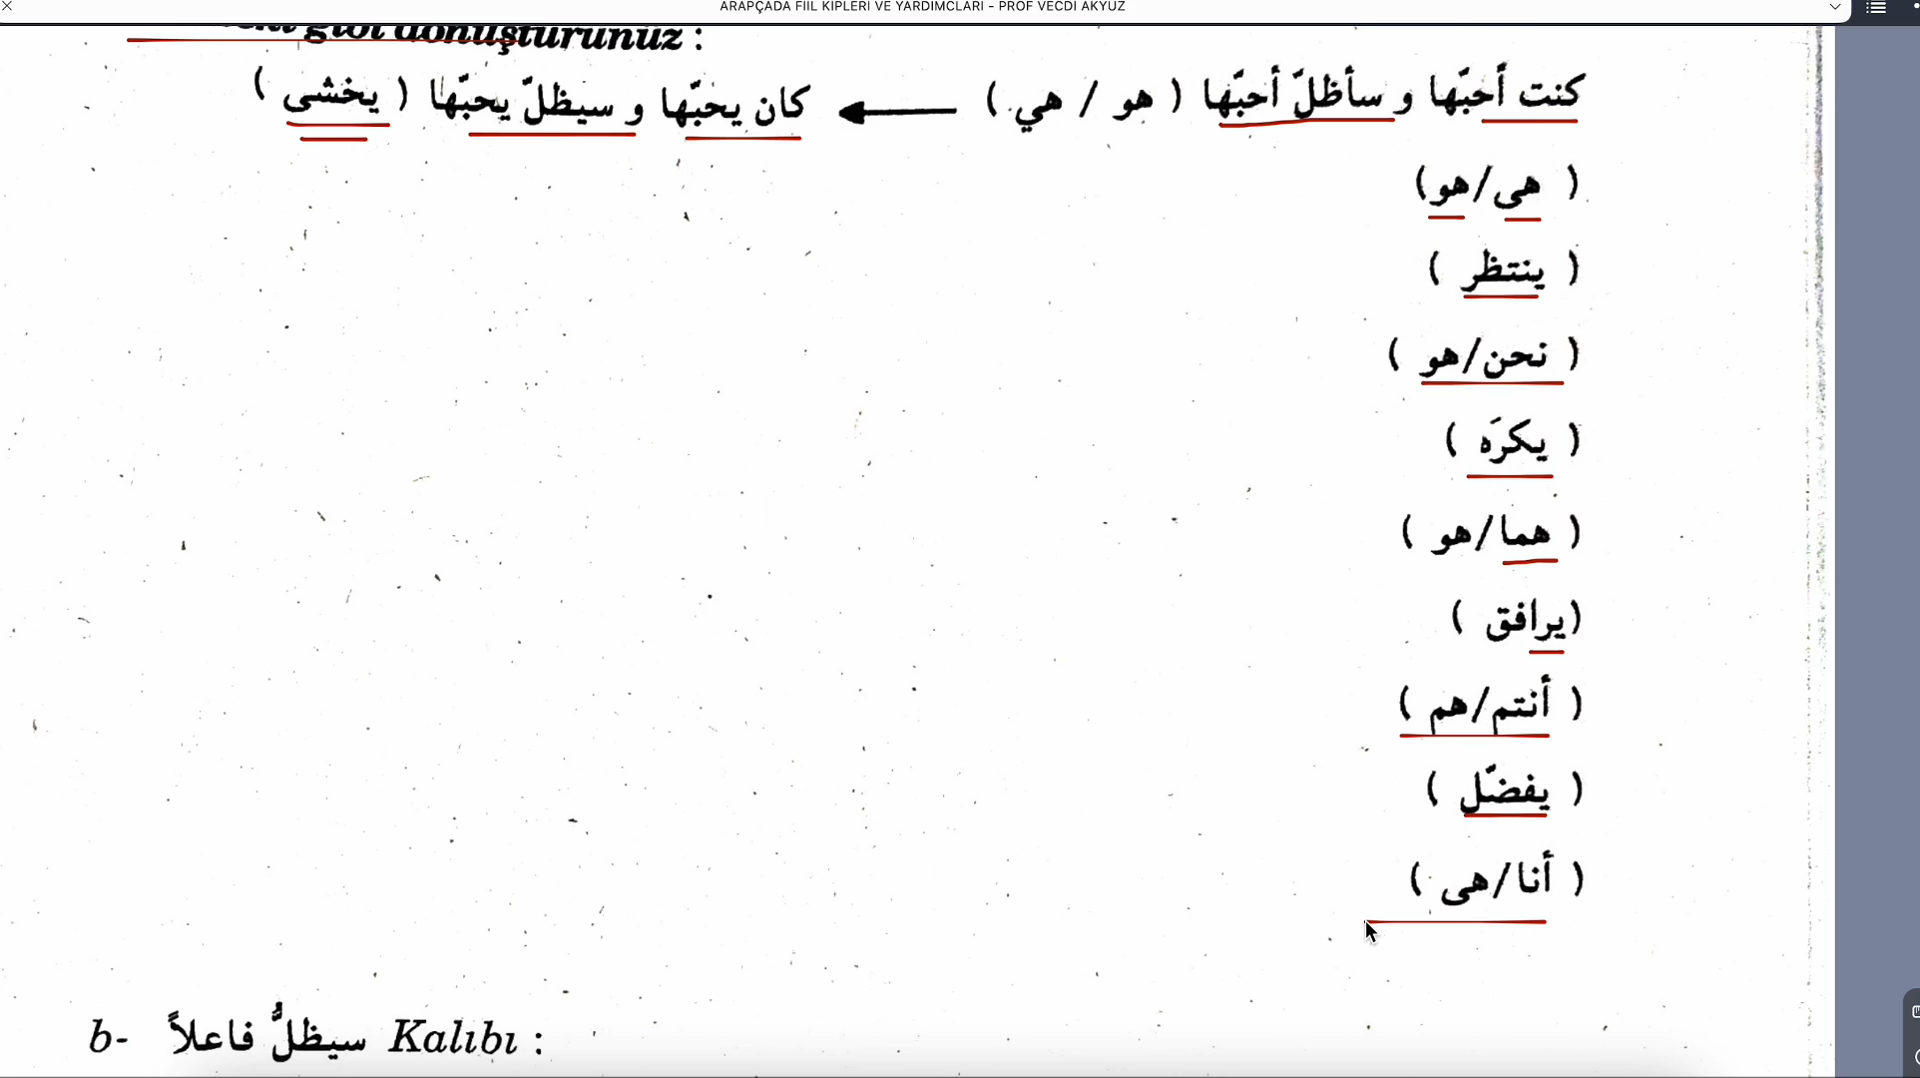 ARAPÇADA FIIL KIPLERI VE YARDIMCLARI - PROF VECDI AKYUZ
gibi dönüştürünüz :
كنت أحبّها و سأظلّ أحبّها ( هو / هي ) ← كان يحبّها و سيظلّ يحبّها ( يخشى )
( هى/هو)
( ينتظر )
( نحن/هو )
( يكرَه )
( هما/هو )
(يرافق )
( أنتم/هم )
( يفضّل )
( أنا/هى )
b- سيظلُّ فاعلاً Kalıbı :